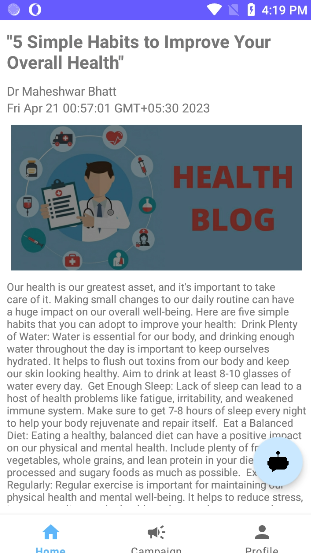 4:19 PM
"5 Simple Habits to Improve Your
Overall Health"
Dr Maheshwar Bhatt
Fri Apr 21 00:57:01 GMT+05:30 2023
HEALTH
BLOG
Our health is our greatest asset, and it's important to take
care of it. Making small changes to our daily routine can have
a huge impact on our overall well-being. Here are five simple
habits that you can adopt to improve your health:  Drink Plenty
of Water: Water is essential for our body, and drinking enough
water throughout the day is important to keep ourselves
hydrated. It helps to flush out toxins from our body and keep
our skin looking healthy. Aim to drink at least 8-10 glasses of
water every day.  Get Enough Sleep: Lack of sleep can lead to a
host of health problems like fatigue, irritability, and weakened
immune system. Make sure to get 7-8 hours of sleep every night
to help your body rejuvenate and repair itself.  Eat a Balanced
Diet: Eating a healthy, balanced diet can have a positive impact
on our physical and mental health. Include plenty of
vegetables, whole grains, and lean protein in your
processed and sugary foods as much as possible.
Regularly: Regular exercise is important for maintaining our
physical health and mental well-being. It helps to reduce stress,
Home
Campaign
Profile